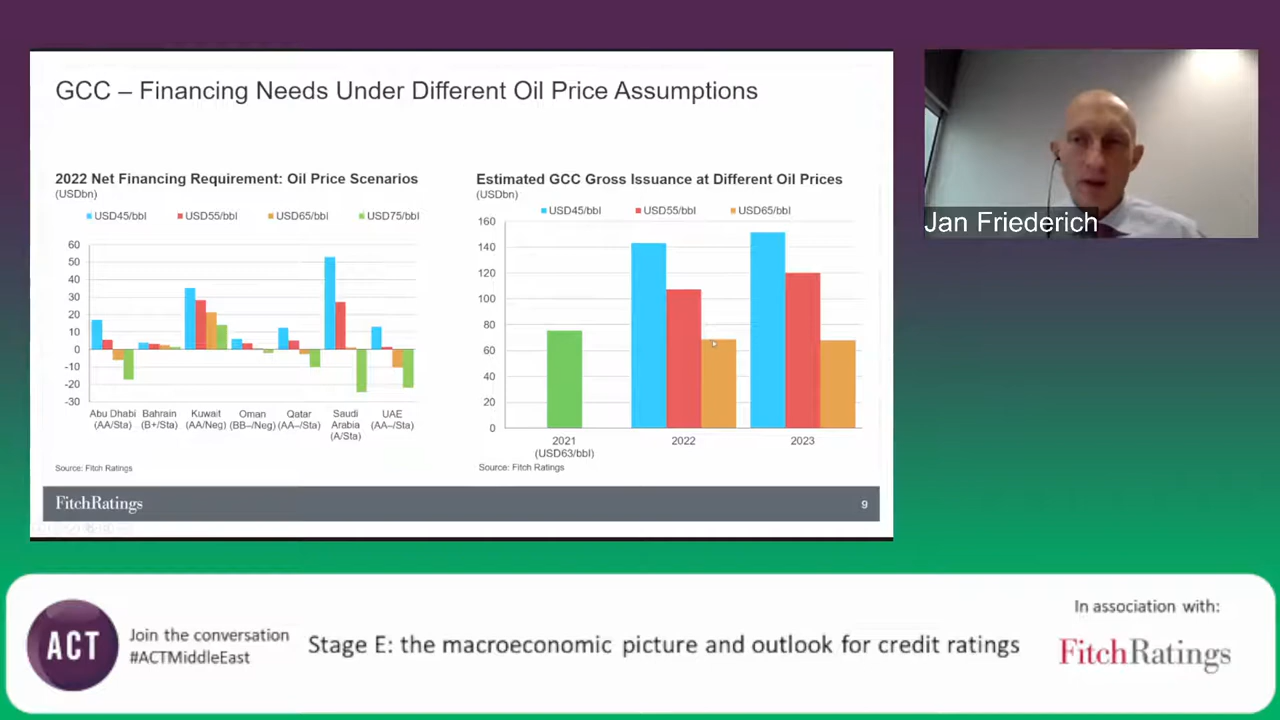 GCC – Financing Needs Under Different Oil Price Assumptions
2022 Net Financing Requirement: Oil Price Scenarios
(USDbn)
USD45/bbl USD55/bbl USD65/bbl USD75/bbl
60
50
40
30
20
10
0
-10
-20
-30
Abu Dhabi Bahrain Kuwait Oman Qatar Saudi UAE
(AA/Sta) (B+/Sta) (AA/Neg) (BB–/Neg) (AA–/Sta) Arabia (AA–/Sta)
(A/Sta)
Source: Fitch Ratings
Estimated GCC Gross Issuance at Different Oil Prices
(USDbn)
USD45/bbl USD55/bbl USD65/bbl
160
140
120
100
80
60
40
20
0
2021 2022 2023
(USD63/bbl)
Source: Fitch Ratings
FitchRatings
9
Jan Friederich
ACT
Join the conversation
#ACTMiddleEast
Stage E: the macroeconomic picture and outlook for credit ratings
In association with:
FitchRatings